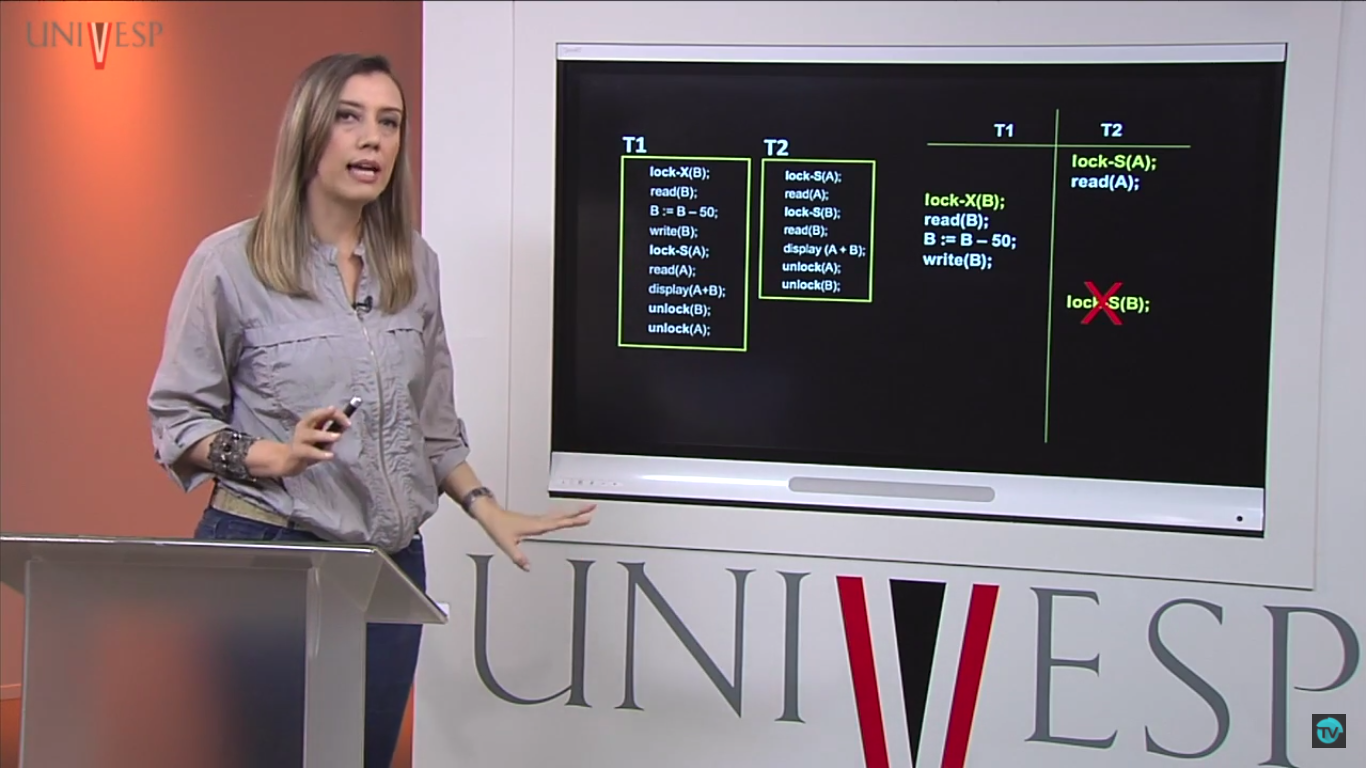 UNIVESP
T1
lock-X(B);
read(B);
B := B – 50;
write(B);
lock-S(A);
read(A);
display(A+B);
unlock(B);
unlock(A);
T2
lock-S(A);
read(A);
lock-S(B);
read(B);
display (A + B);
unlock(A);
unlock(B);
T1
T2
lock-S(A);
read(A);
lock-X(B);
read(B);
B := B – 50;
write(B);
lock-S(B);
UNIVESP
TV